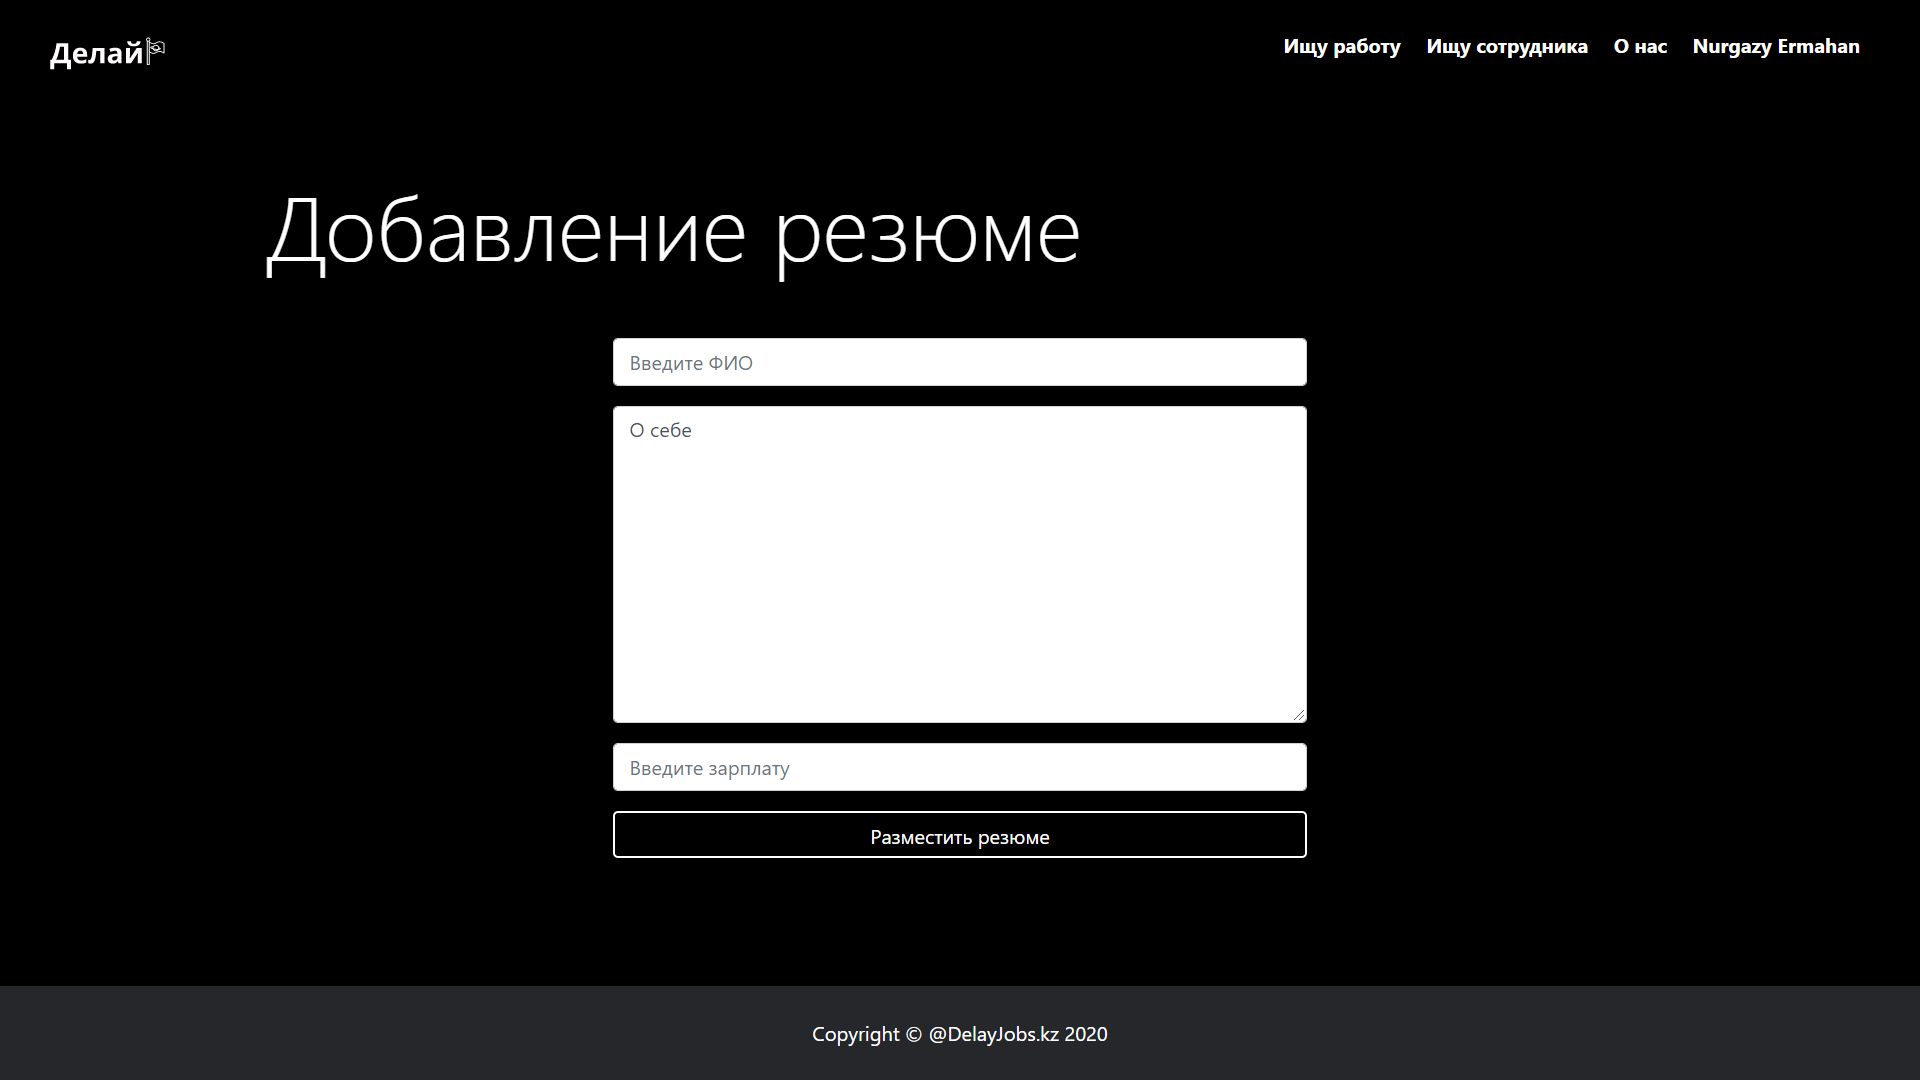 Делай
Ищу работу Ищу сотрудника О нас Nurgazy Ermahan
Добавление резюме
Введите ФИО
О себе
Введите зарплату
Разместить резюме
Copyright © @DelayJobs.kz 2020